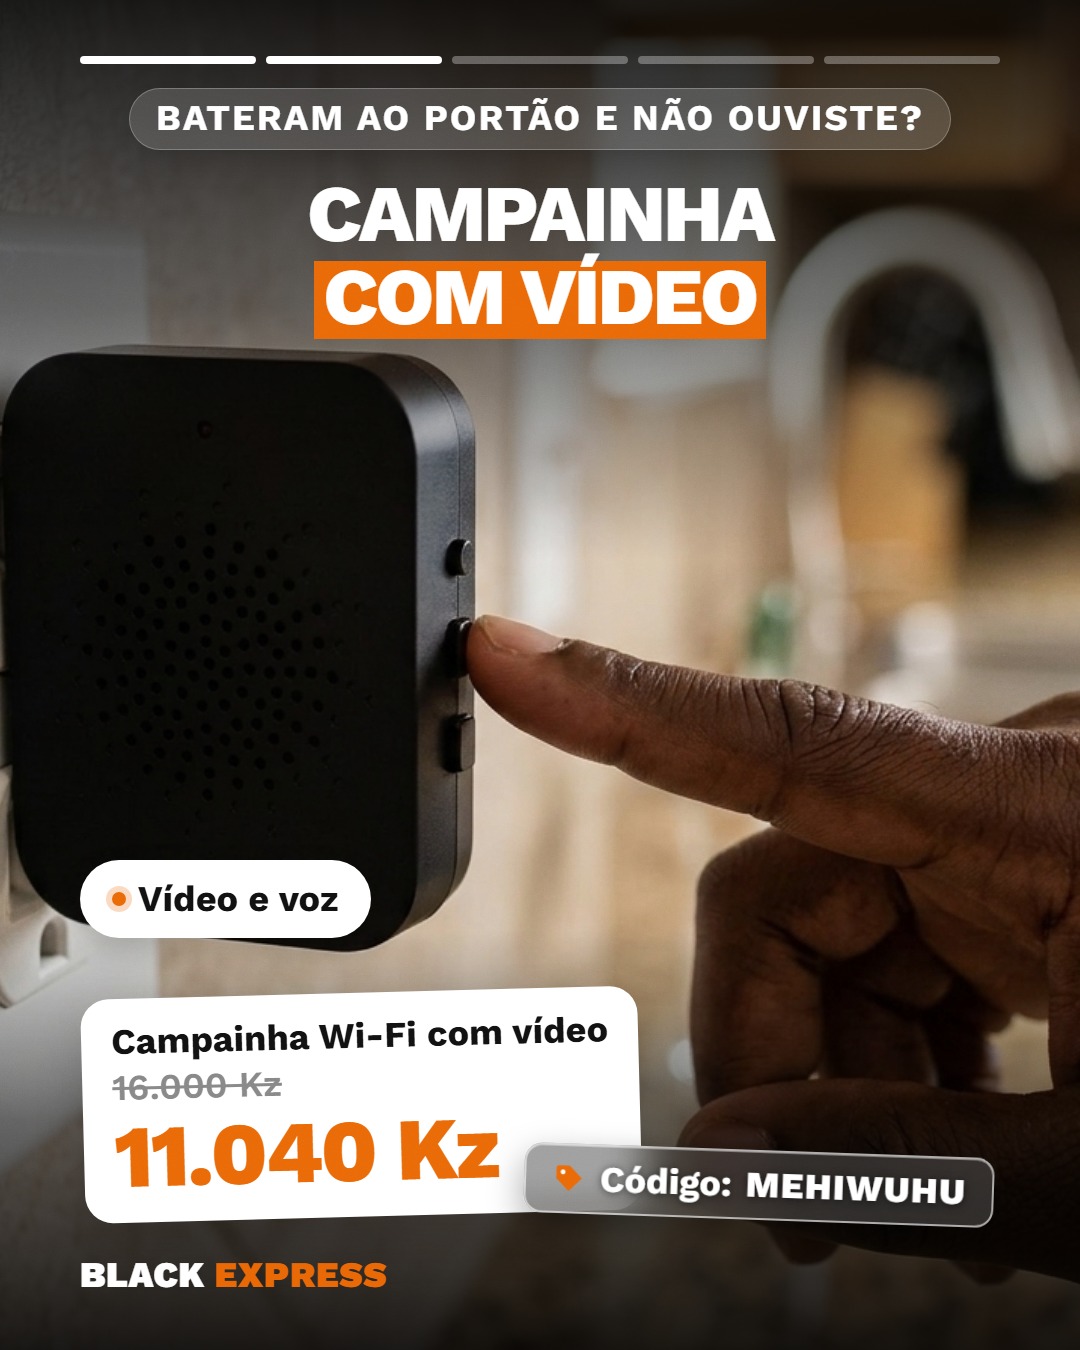 BATERAM AO PORTÃO E NÃO OUVISTE?
CAMPAINHA
COM VÍDEO
Vídeo e voz
Campainha Wi-Fi com vídeo
16.000 Kz
11.040 Kz
Código: MEHIWUHU
BLACK EXPRESS